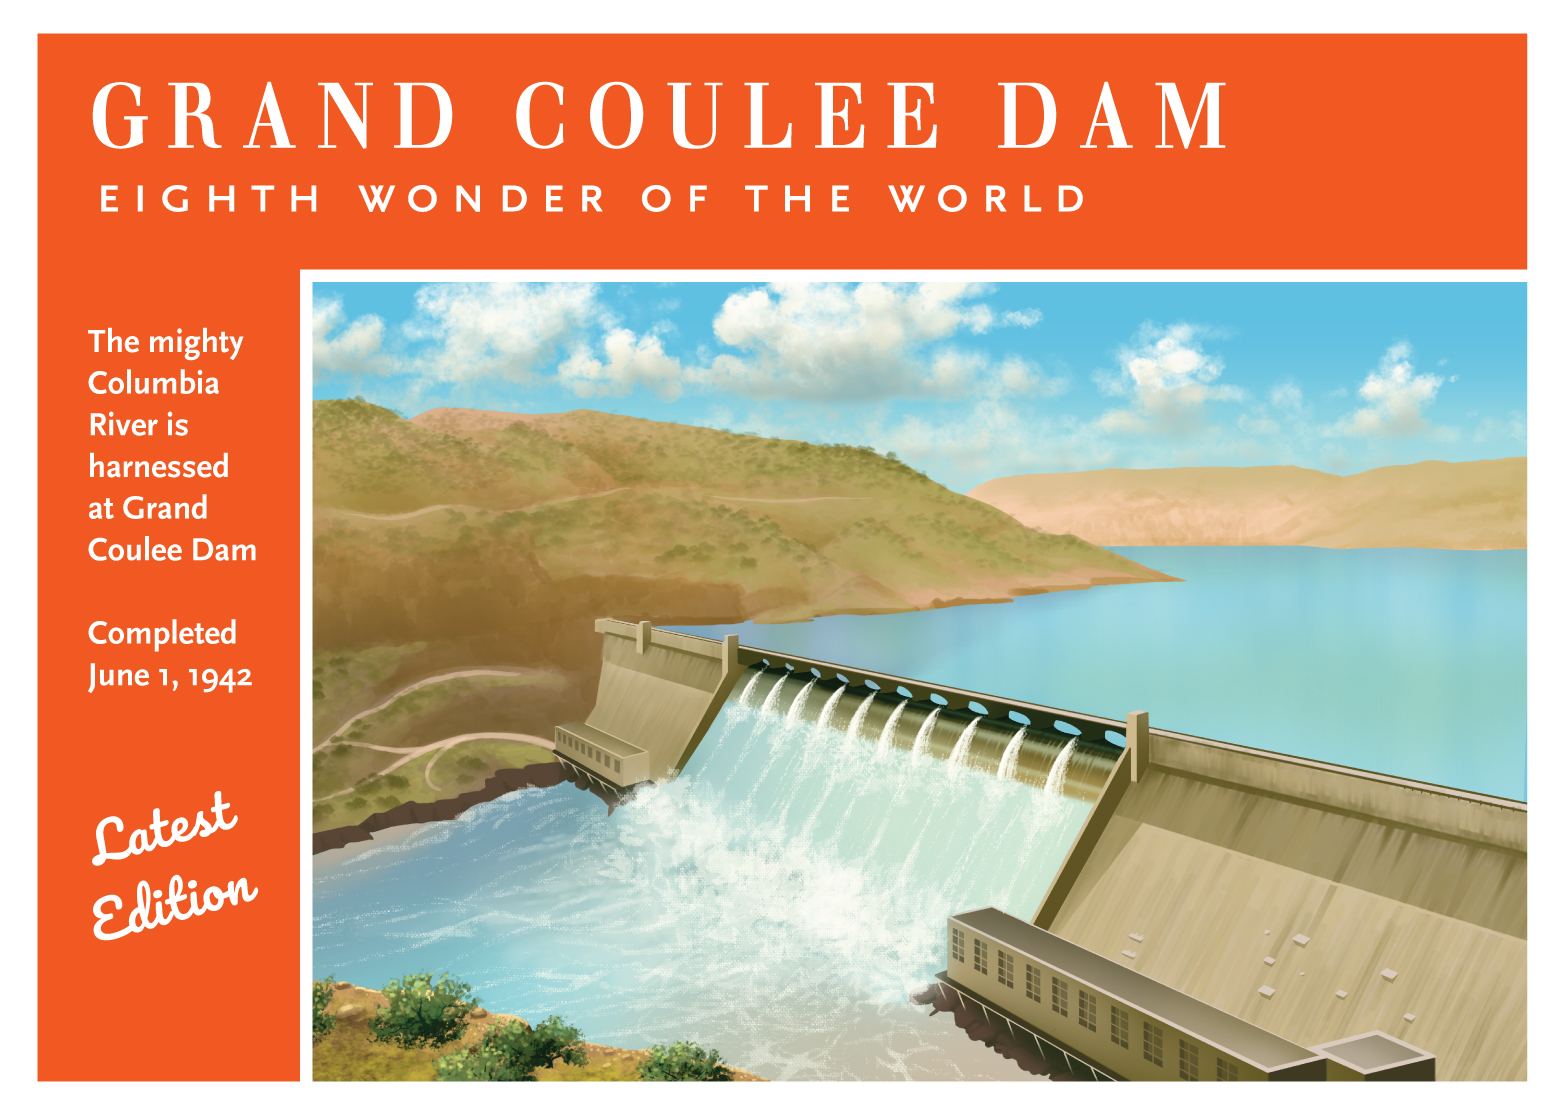 GRAND COULEE DAM
EIGHTH WONDER OF THE WORLD
The mighty
Columbia
River is
harnessed
at Grand
Coulee Dam
Completed
June 1, 1942
Latest
Edition